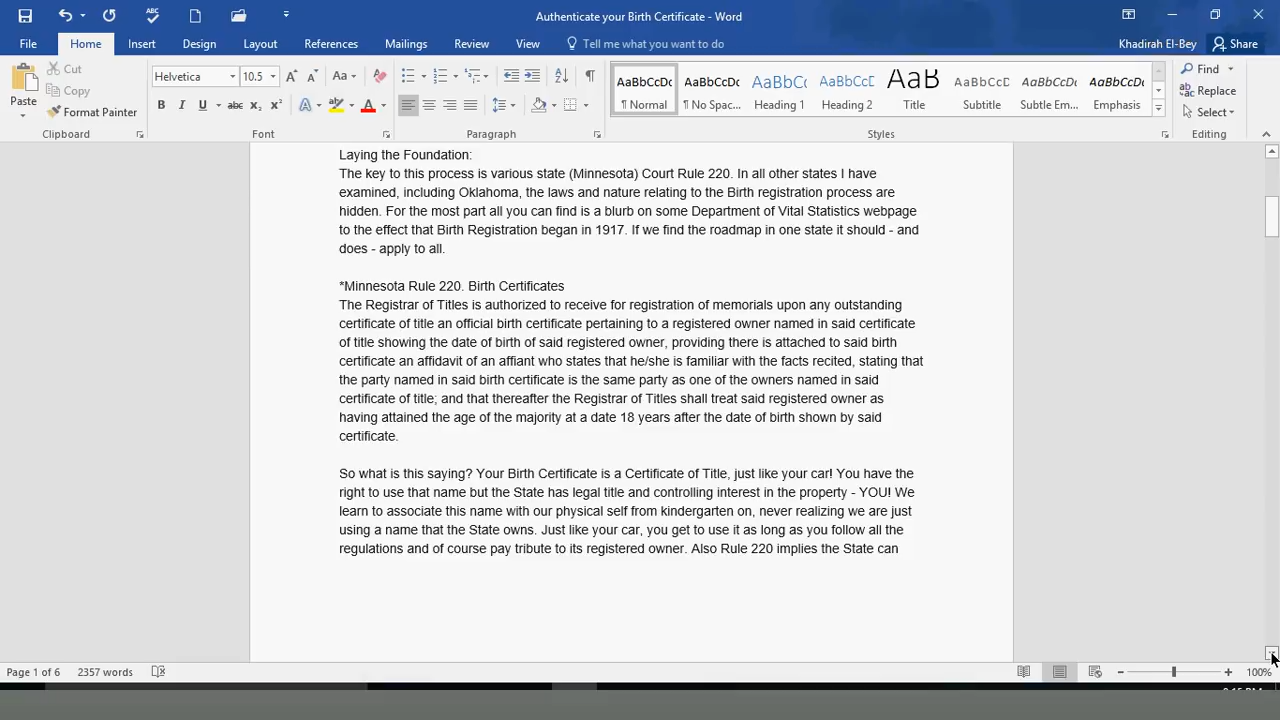 Authenticate your Birth Certificate - Word
File Home Insert Design Layout References Mailings Review View Tell me what you want to do Khadirah El-Bey Share
Paste
Cut
Copy
Format Painter
Clipboard
Helvetica 10.5
Font
Paragraph
AaBbCcDc AaBbCcDc AaBbC AaBbCcD AaB AaBbCcD AaBbCcDc AaBbCcDc
¶ Normal ¶ No Spac... Heading 1 Heading 2 Title Subtitle Subtle Em... Emphasis
Styles
Find
Replace
Select
Editing
Laying the Foundation:
The key to this process is various state (Minnesota) Court Rule 220. In all other states I have
examined, including Oklahoma, the laws and nature relating to the Birth registration process are
hidden. For the most part all you can find is a blurb on some Department of Vital Statistics webpage
to the effect that Birth Registration began in 1917. If we find the roadmap in one state it should - and
does - apply to all.
*Minnesota Rule 220. Birth Certificates
The Registrar of Titles is authorized to receive for registration of memorials upon any outstanding
certificate of title an official birth certificate pertaining to a registered owner named in said certificate
of title showing the date of birth of said registered owner, providing there is attached to said birth
certificate an affidavit of an affiant who states that he/she is familiar with the facts recited, stating that
the party named in said birth certificate is the same party as one of the owners named in said
certificate of title; and that thereafter the Registrar of Titles shall treat said registered owner as
having attained the age of the majority at a date 18 years after the date of birth shown by said
certificate.
So what is this saying? Your Birth Certificate is a Certificate of Title, just like your car! You have the
right to use that name but the State has legal title and controlling interest in the property - YOU! We
learn to associate this name with our physical self from kindergarten on, never realizing we are just
using a name that the State owns. Just like your car, you get to use it as long as you follow all the
regulations and of course pay tribute to its registered owner. Also Rule 220 implies the State can
Page 1 of 6 2357 words 100%